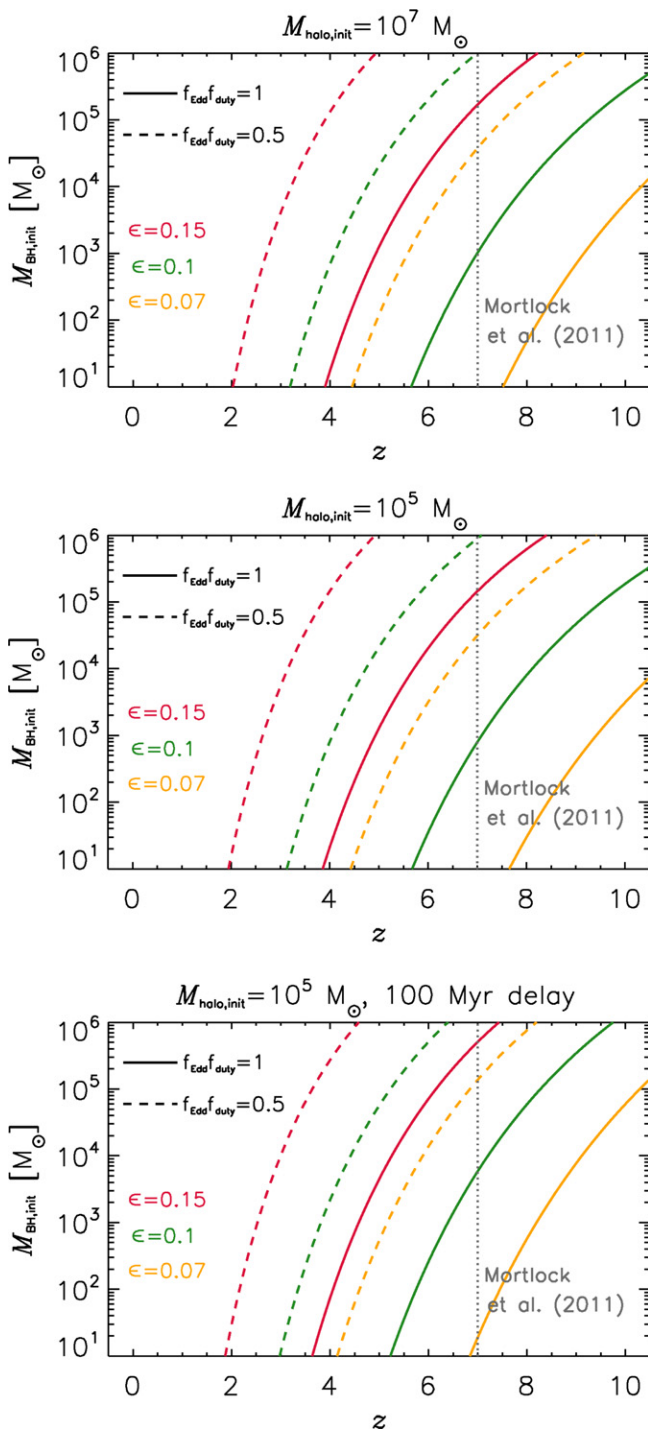 M_halo,init=10^7 M_⊙
10^6
10^5
10^4
10^3
10^2
10^1
M_BH,init [M_⊙]
f_Edd f_duty=1
f_Edd f_duty=0.5
ϵ=0.15
ϵ=0.1
ϵ=0.07
Mortlock
et al. (2011)
0 2 4 6 8 10
z
M_halo,init=10^5 M_⊙
10^6
10^5
10^4
10^3
10^2
10^1
M_BH,init [M_⊙]
f_Edd f_duty=1
f_Edd f_duty=0.5
ϵ=0.15
ϵ=0.1
ϵ=0.07
Mortlock
et al. (2011)
0 2 4 6 8 10
z
M_halo,init=10^5 M_⊙, 100 Myr delay
10^6
10^5
10^4
10^3
10^2
10^1
M_BH,init [M_⊙]
f_Edd f_duty=1
f_Edd f_duty=0.5
ϵ=0.15
ϵ=0.1
ϵ=0.07
Mortlock
et al. (2011)
0 2 4 6 8 10
z